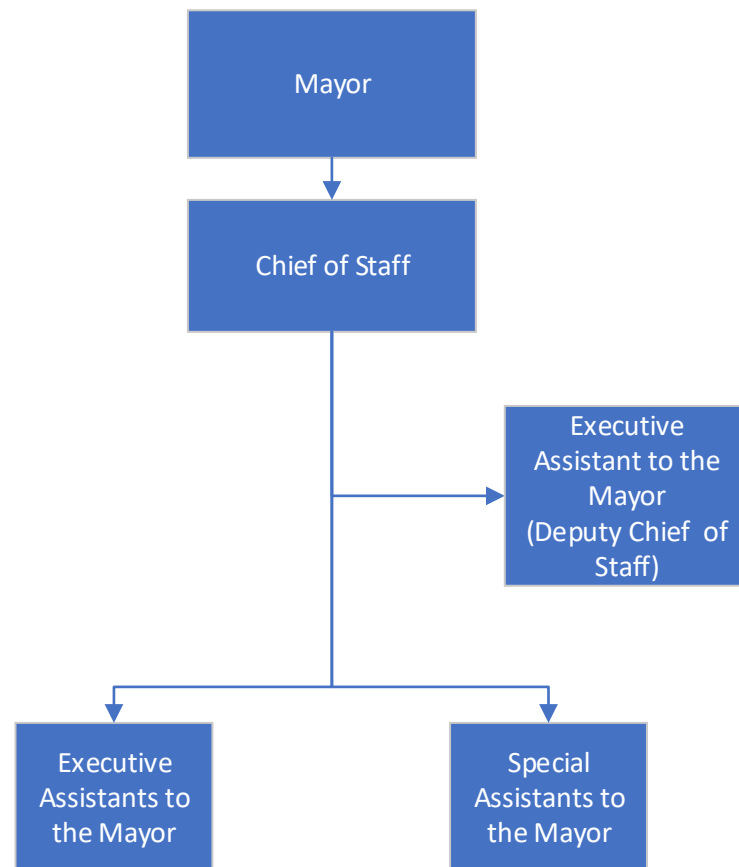 Mayor
Chief of Staff
Executive
Assistant to the
Mayor
(Deputy Chief  of
Staff)
Executive
Assistants to
the Mayor
Special
Assistants to
the Mayor